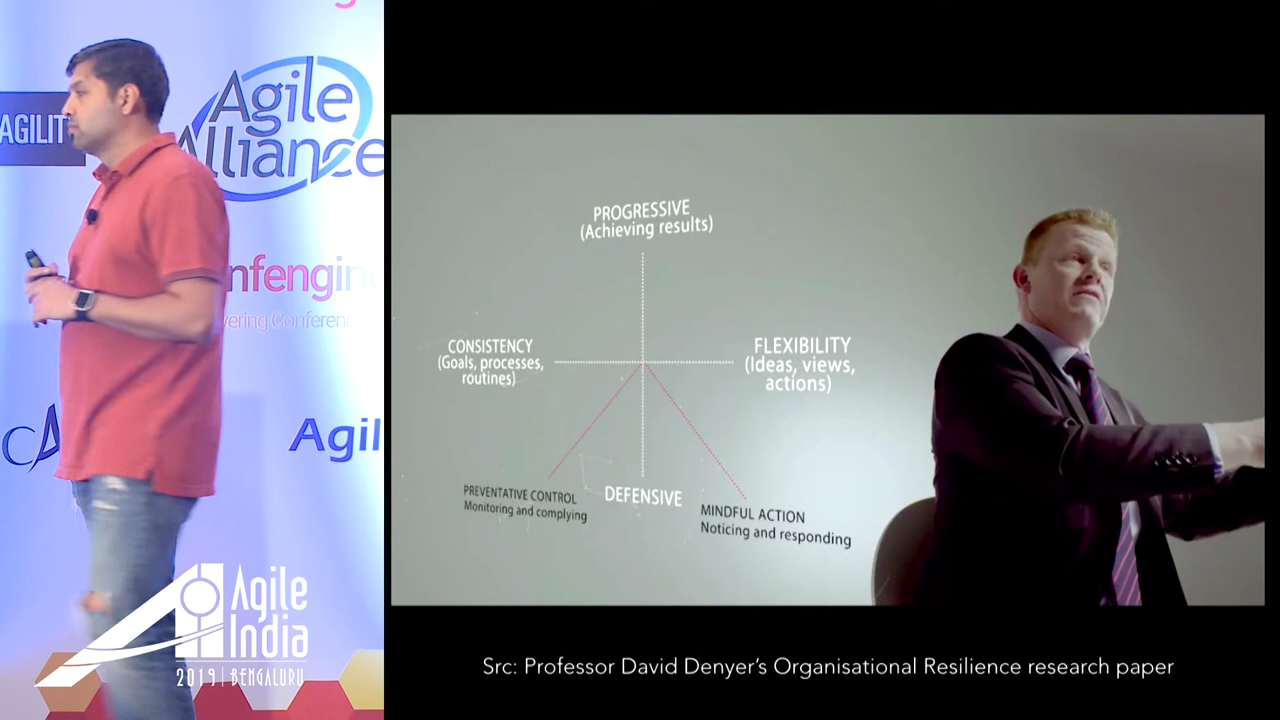 AGILIT
Agile
Alliance
nfengine
vering Conferenc
Agil
Agile
India
2019 | BENGALURU
PROGRESSIVE
(Achieving results)
CONSISTENCY
(Goals, processes,
routines)
FLEXIBILITY
(Ideas, views,
actions)
PREVENTATIVE CONTROL
Monitoring and complying
DEFENSIVE
MINDFUL ACTION
Noticing and responding
Src: Professor David Denyer's Organisational Resilience research paper